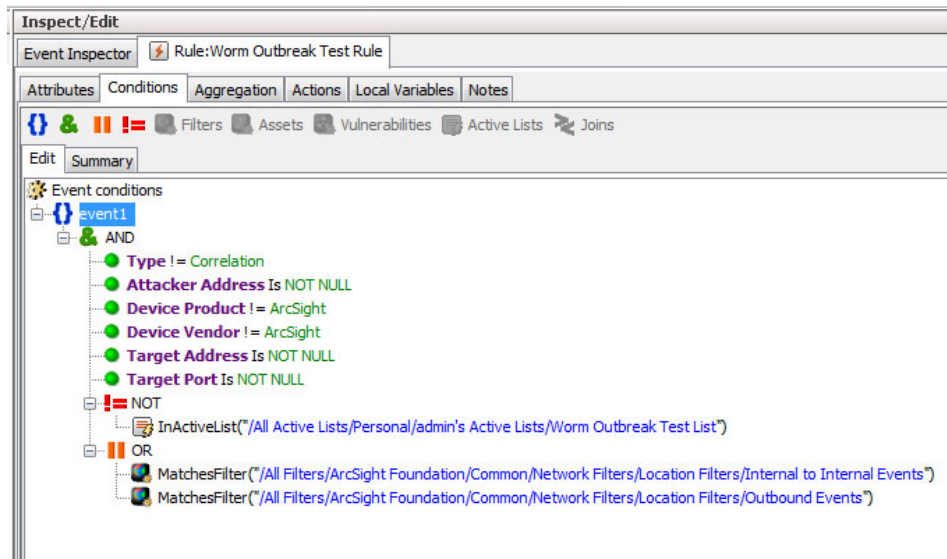 Inspect/Edit
Event Inspector Rule:Worm Outbreak Test Rule
Attributes Conditions Aggregation Actions Local Variables Notes
{} & || != Filters Assets Vulnerabilities Active Lists Joins
Edit Summary
Event conditions
{} event1
& AND
Type != Correlation
Attacker Address Is NOT NULL
Device Product != ArcSight
Device Vendor != ArcSight
Target Address Is NOT NULL
Target Port Is NOT NULL
!= NOT
InActiveList("/All Active Lists/Personal/admin's Active Lists/Worm Outbreak Test List")
|| OR
MatchesFilter("/All Filters/ArcSight Foundation/Common/Network Filters/Location Filters/Internal to Internal Events")
MatchesFilter("/All Filters/ArcSight Foundation/Common/Network Filters/Location Filters/Outbound Events")